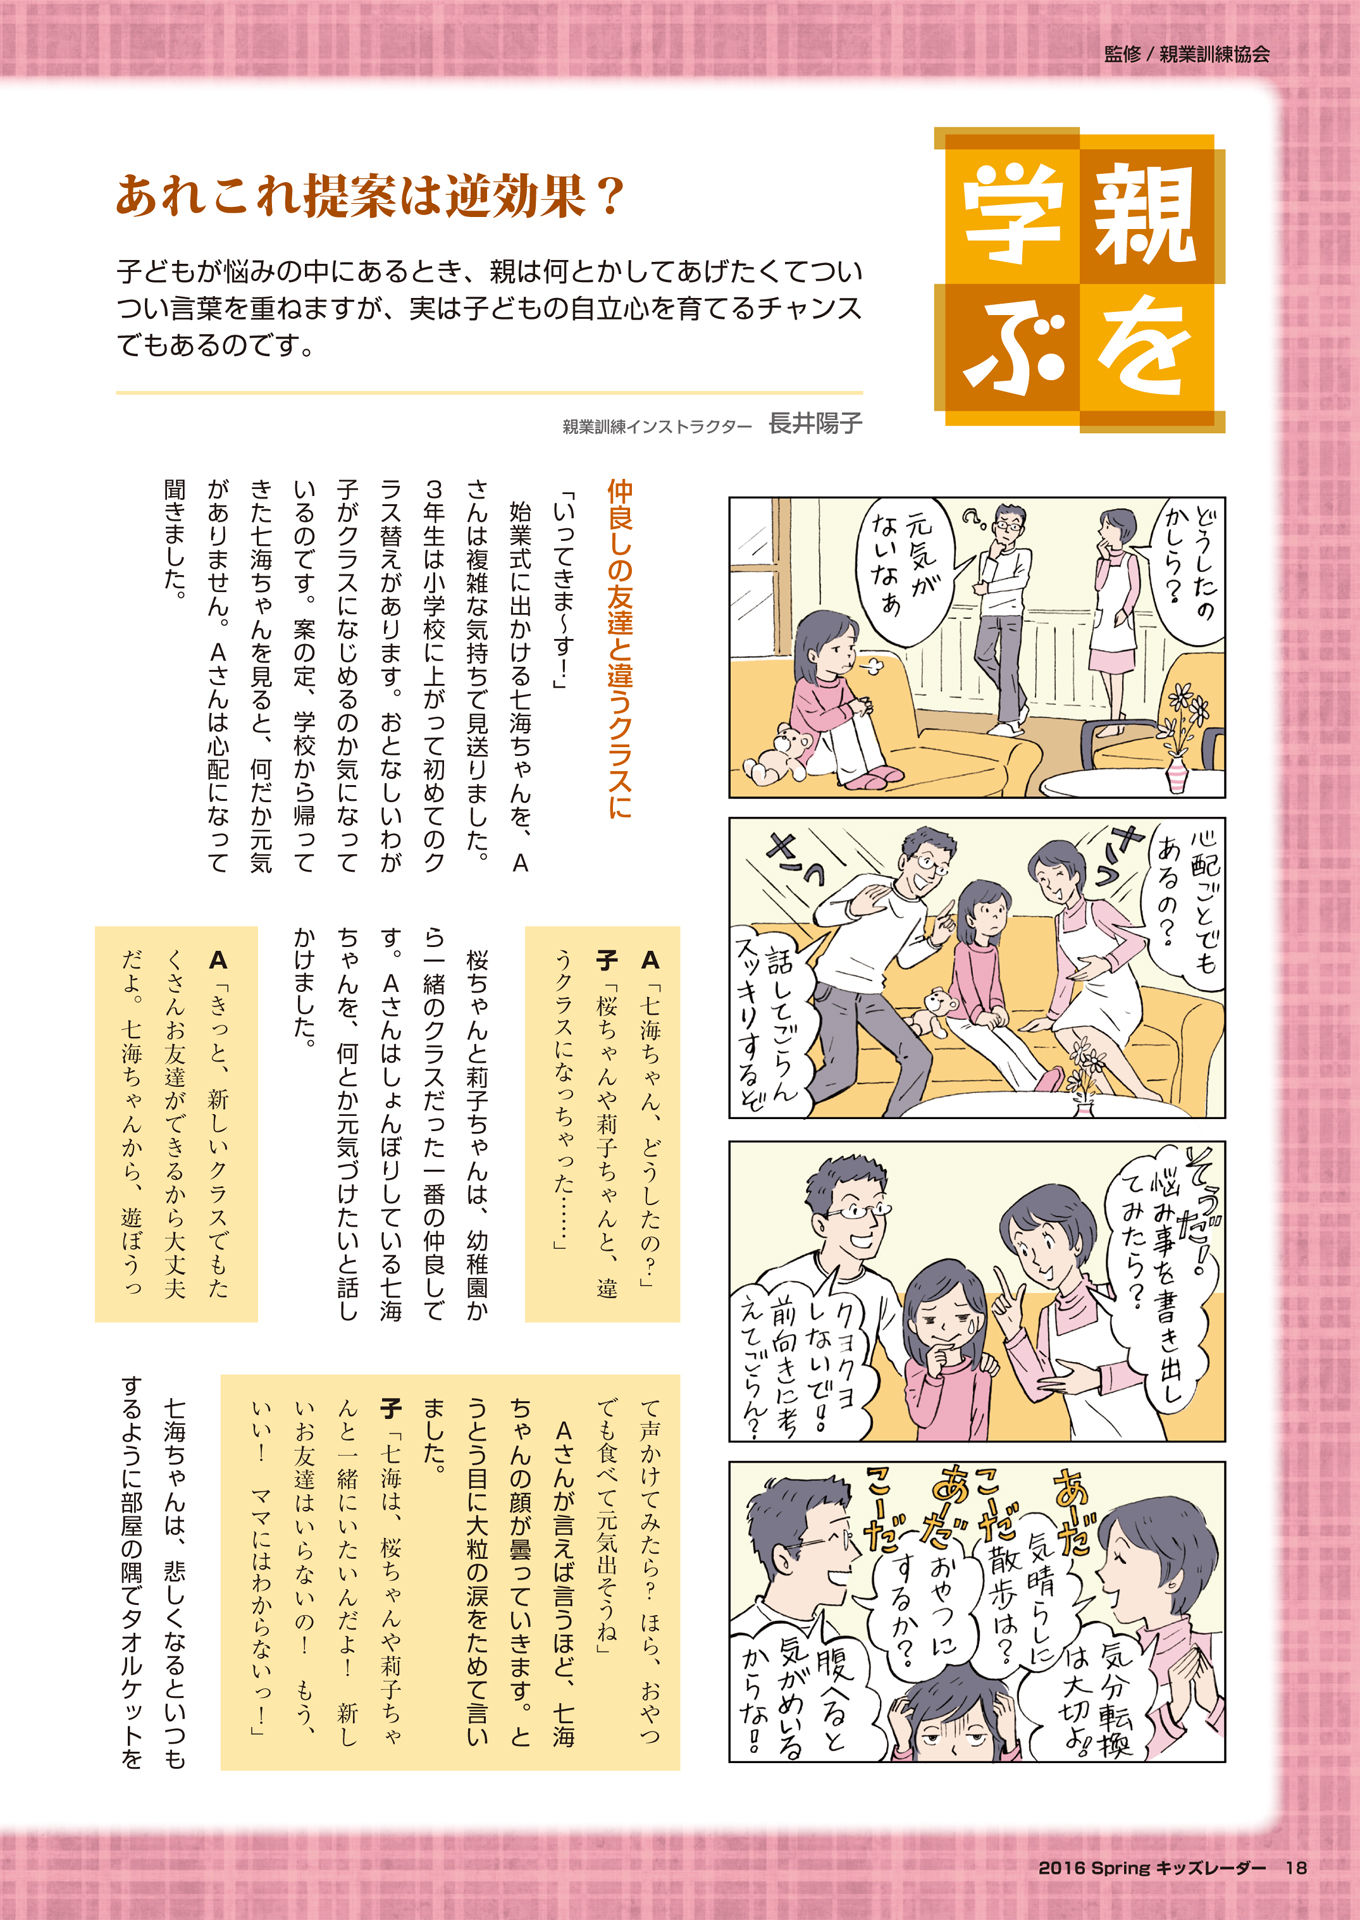 監修 / 親業訓練協会
親を
学ぶ
あれこれ提案は逆効果？
子どもが悩みの中にあるとき、親は何とかしてあげたくてつい
つい言葉を重ねますが、実は子どもの自立心を育てるチャンス
でもあるのです。
親業訓練インストラクター 長井陽子
どうしたの
かしら？
元気が
ないなぁ
心配ごとでも
あるの？
話してごらん
スッキリするぞ
そうだ！
悩み事を書き出し
てみたら？
クヨクヨ
しないで！
前向きに考
えてごらん？
あーだ
こーだ
あーだ
こーだ
気分転換
は大切よ！
気晴らしに
散歩は？
おやつに
するか？
腹へると
気がめいる
からな！
仲良しの友達と違うクラスに
「いってきま〜す！」
始業式に出かける七海ちゃんを、A
さんは複雑な気持ちで見送りました。
3年生は小学校に上がって初めてのク
ラス替えがあります。おとなしいわが
子がクラスになじめるのか気になって
いるのです。案の定、学校から帰って
きた七海ちゃんを見ると、何だか元気
がありません。Aさんは心配になって
聞きました。
A「七海ちゃん、どうしたの？」
子「桜ちゃんや莉子ちゃんと、違
うクラスになっちゃった……」
桜ちゃんと莉子ちゃんは、幼稚園か
ら一緒のクラスだった一番の仲良しで
す。Aさんはしょんぼりしている七海
ちゃんを、何とか元気づけたいと話し
かけました。
A「きっと、新しいクラスでもた
くさんお友達ができるから大丈夫
だよ。七海ちゃんから、遊ぼうっ
て声かけてみたら？ ほら、おやつ
でも食べて元気出そうね」
Aさんが言えば言うほど、七海
ちゃんの顔が曇っていきます。と
うとう目に大粒の涙をためて言い
ました。
子「七海は、桜ちゃんや莉子ちゃ
んと一緒にいたいんだよ！ 新し
いお友達はいらないの！ もう、
いい！ ママにはわからないっ！」
七海ちゃんは、悲しくなるといつも
するように部屋の隅でタオルケットを
2016 Spring キッズレーダー 18